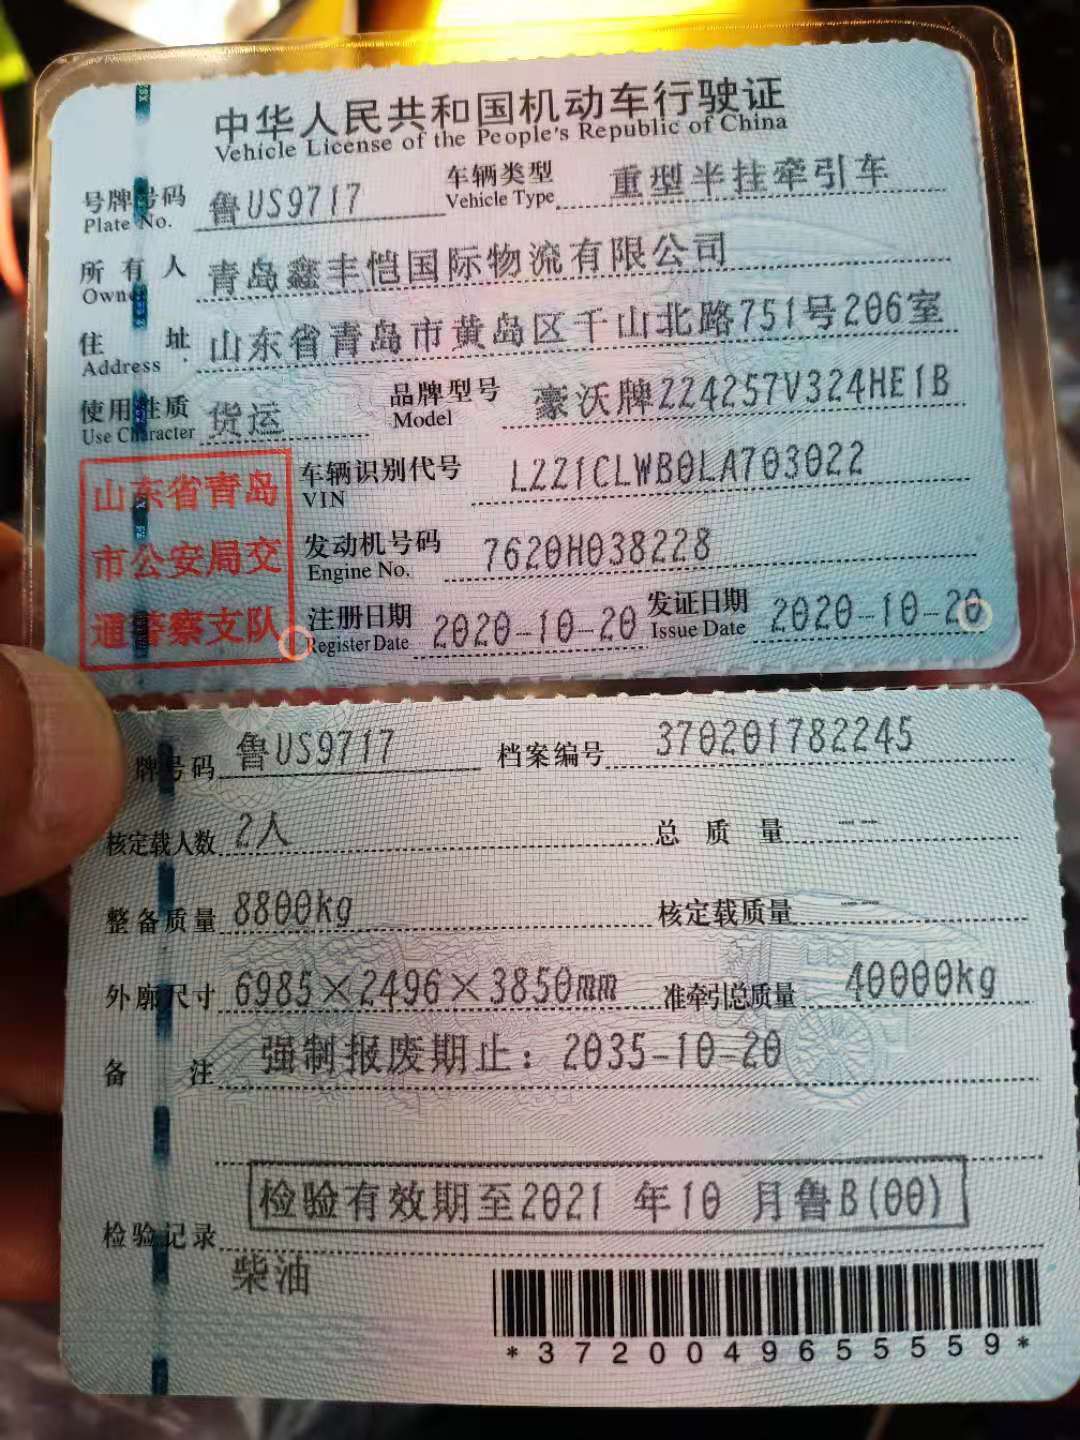 中华人民共和国机动车行驶证
Vehicle License of the People's Republic of China
号牌号码 鲁US9717 车辆类型 重型半挂牵引车
Plate No. Vehicle Type
所有人 青岛鑫丰恺国际物流有限公司
Owner
住址 山东省青岛市黄岛区千山北路751号206室
Address
使用性质 货运 品牌型号 豪沃牌ZZ4257V324HE1B
Use Character Model
山东省青岛
市公安局交
通警察支队
车辆识别代号 LZZ1CLWB0LA703022
VIN
发动机号码 7620H038228
Engine No.
注册日期 2020-10-20 发证日期 2020-10-20
Register Date Issue Date
牌号码 鲁US9717 档案编号 370201782245
核定载人数 2人 总质量 --
整备质量 8800kg 核定载质量 --
外廓尺寸 6985×2496×3850mm 准牵引总质量 40000kg
备注 强制报废期止：2035-10-20
检验记录 检验有效期至2021 年10 月鲁B(00)
柴油
*3720049655559*